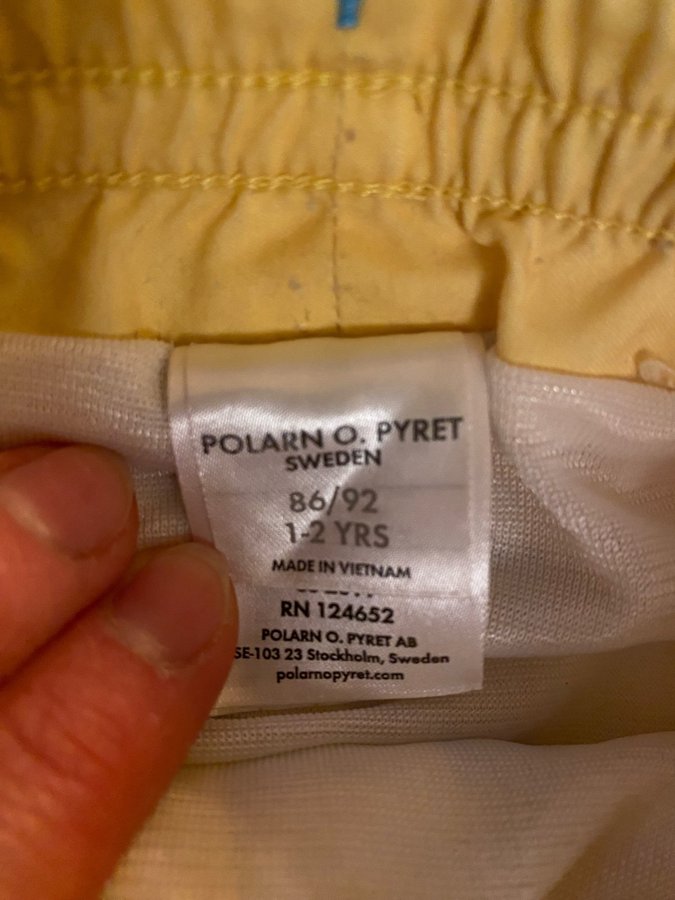 POLARN O. PYRET
SWEDEN
86/92
1-2 YRS
MADE IN VIETNAM
RN 124652
POLARN O. PYRET AB
SE-103 23 Stockholm, Sweden
polarnopyret.com